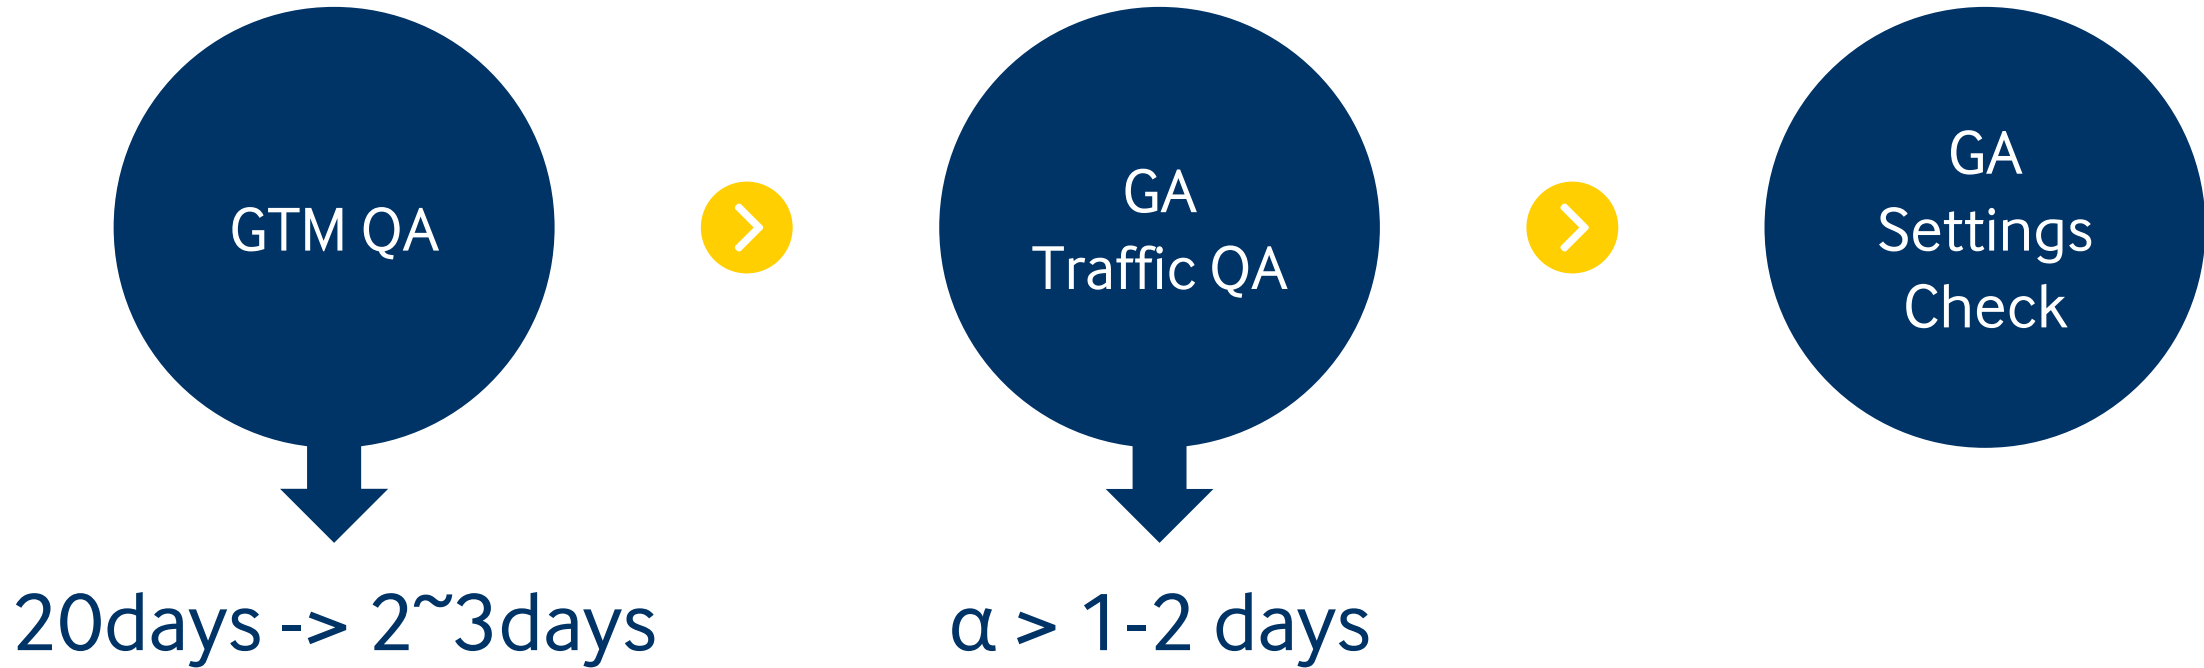 GTM QA
GA
Traffic QA
GA
Settings
Check
20days -> 2~3days
α > 1-2 days